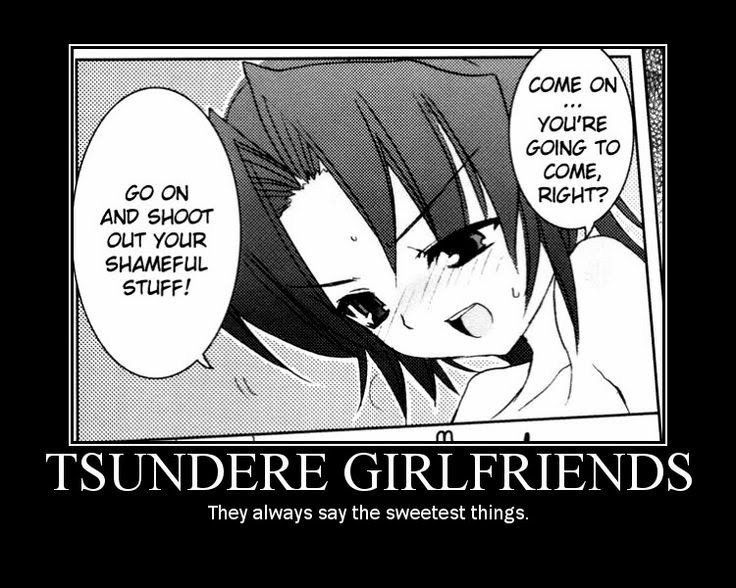 COME ON
...
YOU'RE
GOING TO
COME,
RIGHT?
GO ON
AND SHOOT
OUT YOUR
SHAMEFUL
STUFF!
TSUNDERE GIRLFRIENDS
They always say the sweetest things.